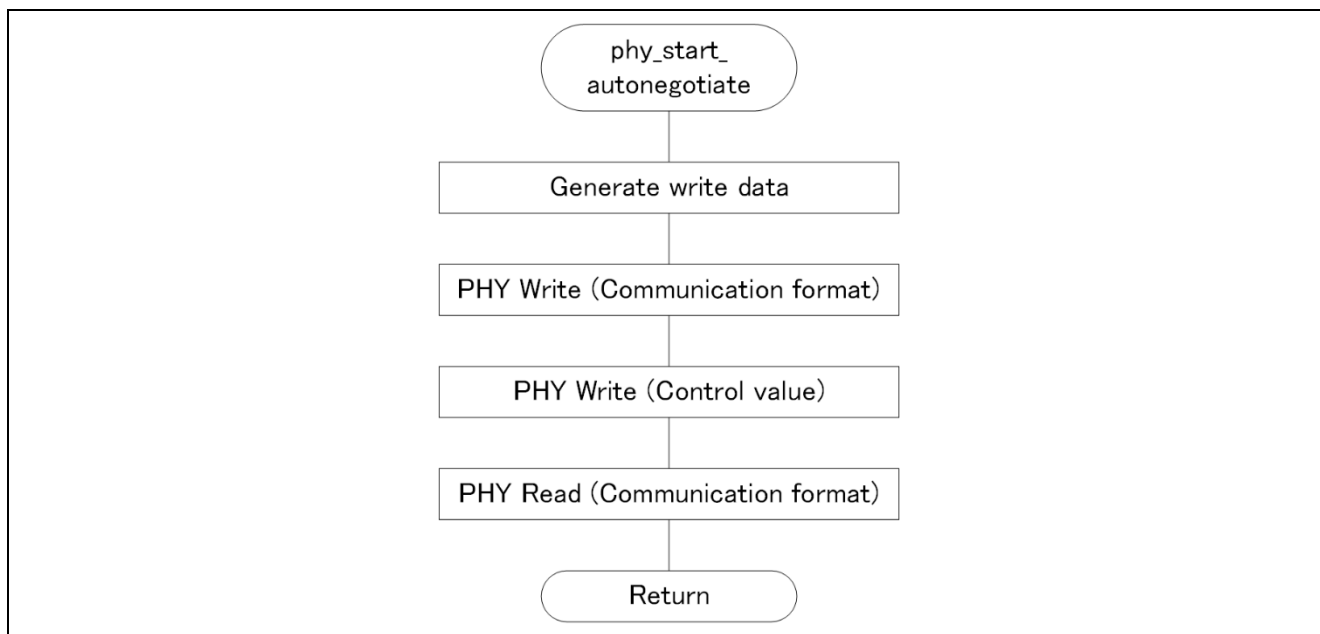 phy_start_
autonegotiate
Generate write data
PHY Write (Communication format)
PHY Write (Control value)
PHY Read (Communication format)
Return